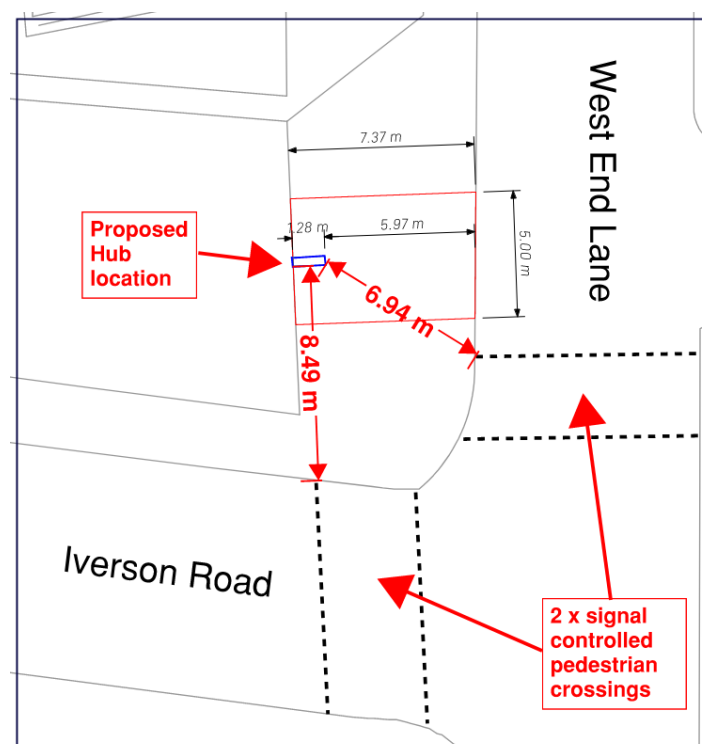 7.37 m
West End Lane
Proposed
Hub
location
1.28 m
5.97 m
5.00 m
6.94 m
8.49 m
Iverson Road
2 x signal
controlled
pedestrian
crossings